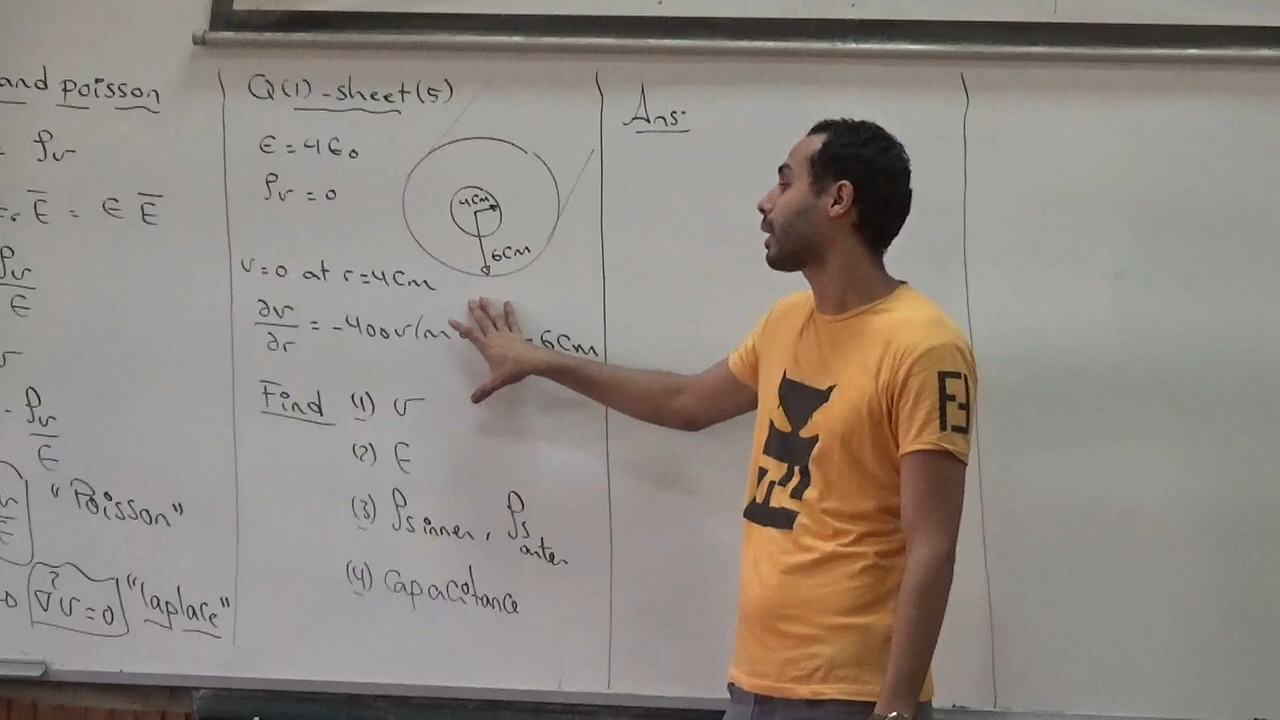 and poisson
= ρv
Ē = ϵ Ē
ρv
ϵ
- ρv
ϵ
"Poisson"
∇²v=0 "laplace"
Q(1)-sheet(5)
ϵ=4ϵ₀
ρv=0
4cm
6cm
v=0 at r=4cm
∂v/∂r = -400v/m
6cm
Find (1) v
(2) E
(3) ρs inner, ρs outer
(4) capacitance
Ans.